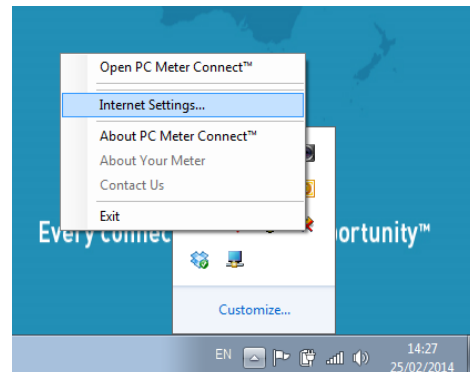 Open PC Meter Connect™
Internet Settings...
About PC Meter Connect™
About Your Meter
Contact Us
Exit
Every connec ortunity™
Customize...
EN 14:27
25/02/2014